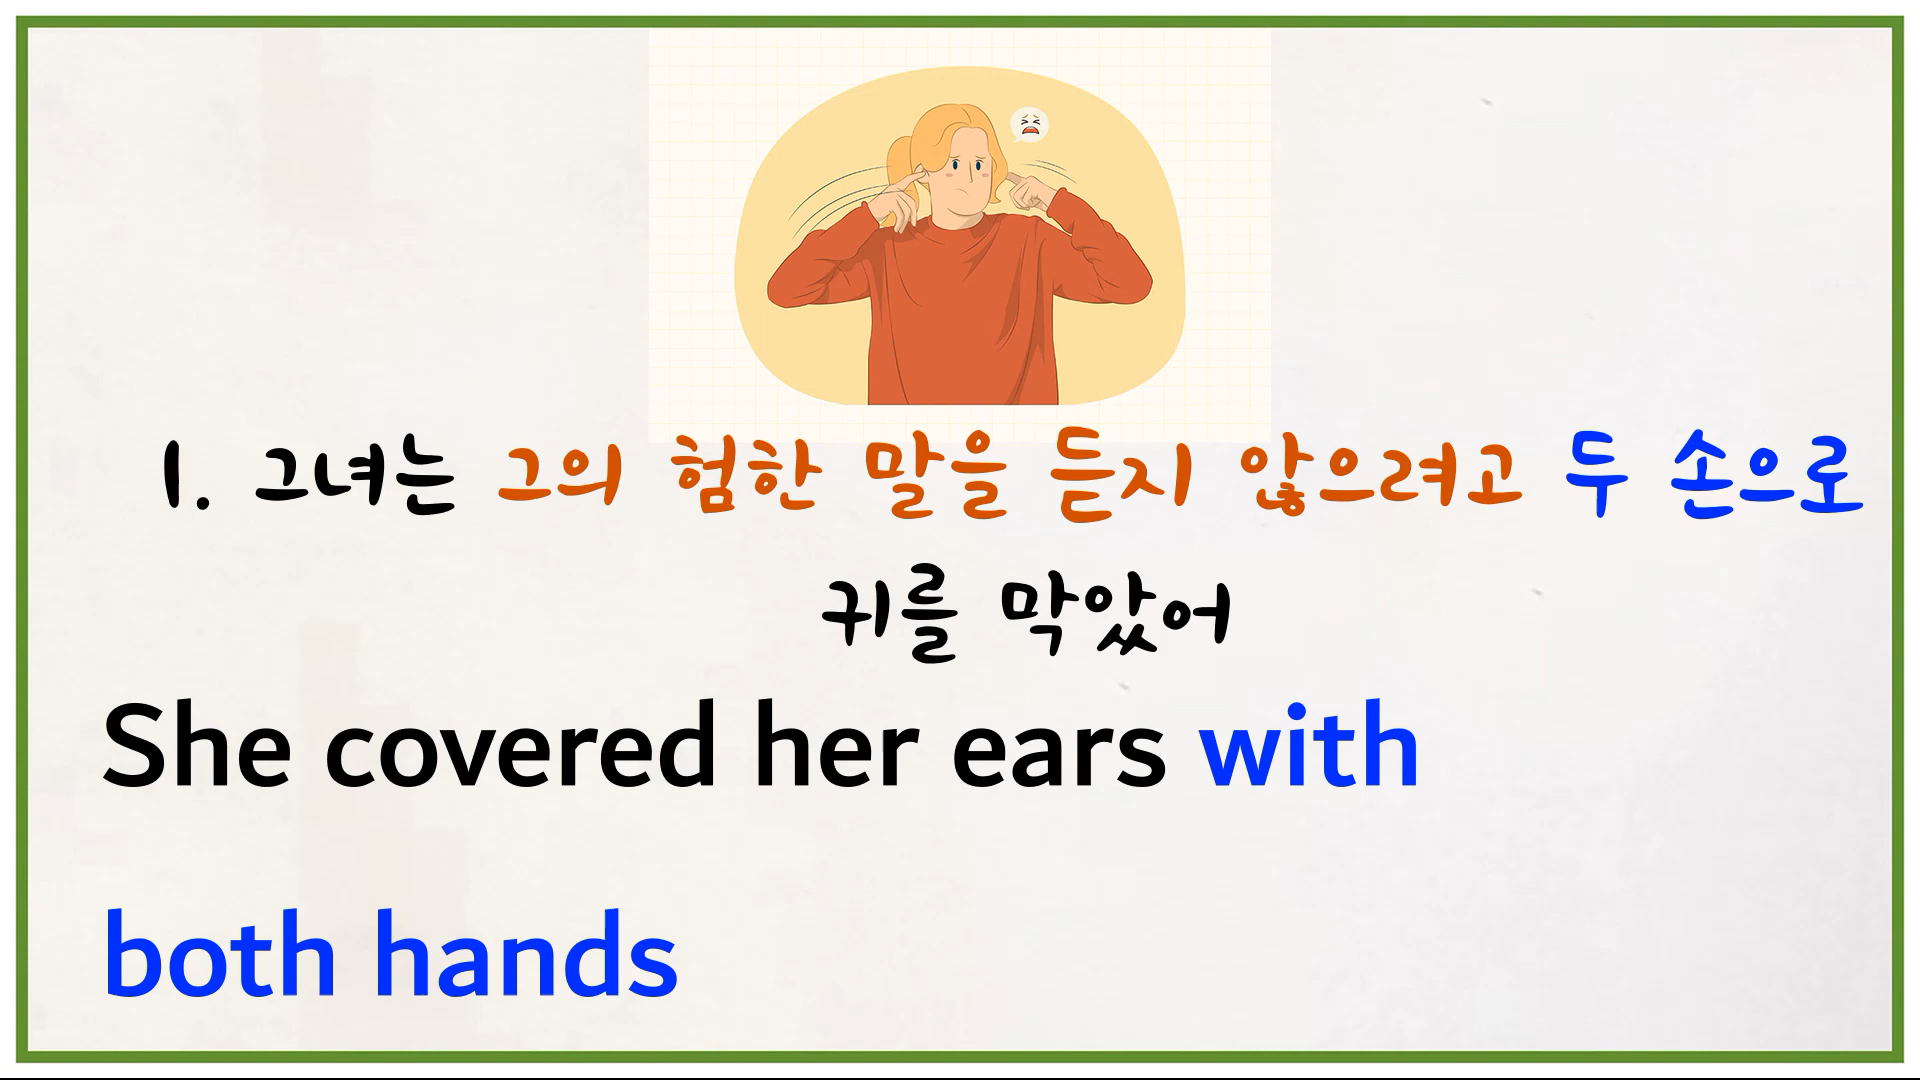 1. 그녀는 그의 험한 말을 듣지 않으려고 두 손으로
귀를 막았어
She covered her ears with
both hands